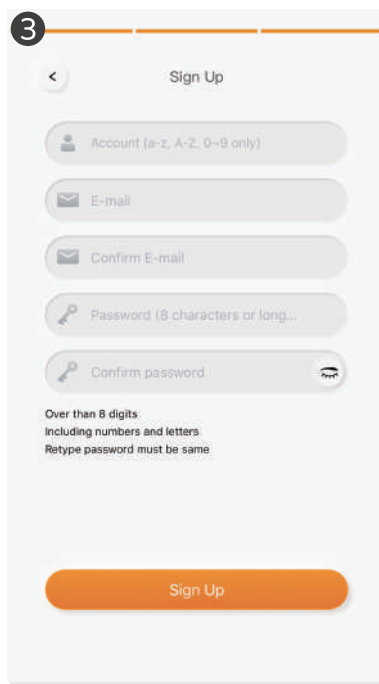 3
Sign Up
Account (a-z, A-Z, 0~9 only)
E-mail
Confirm E-mail
Password (8 characters or long...
Confirm password
Over than 8 digits
Including numbers and letters
Retype password must be same
Sign Up